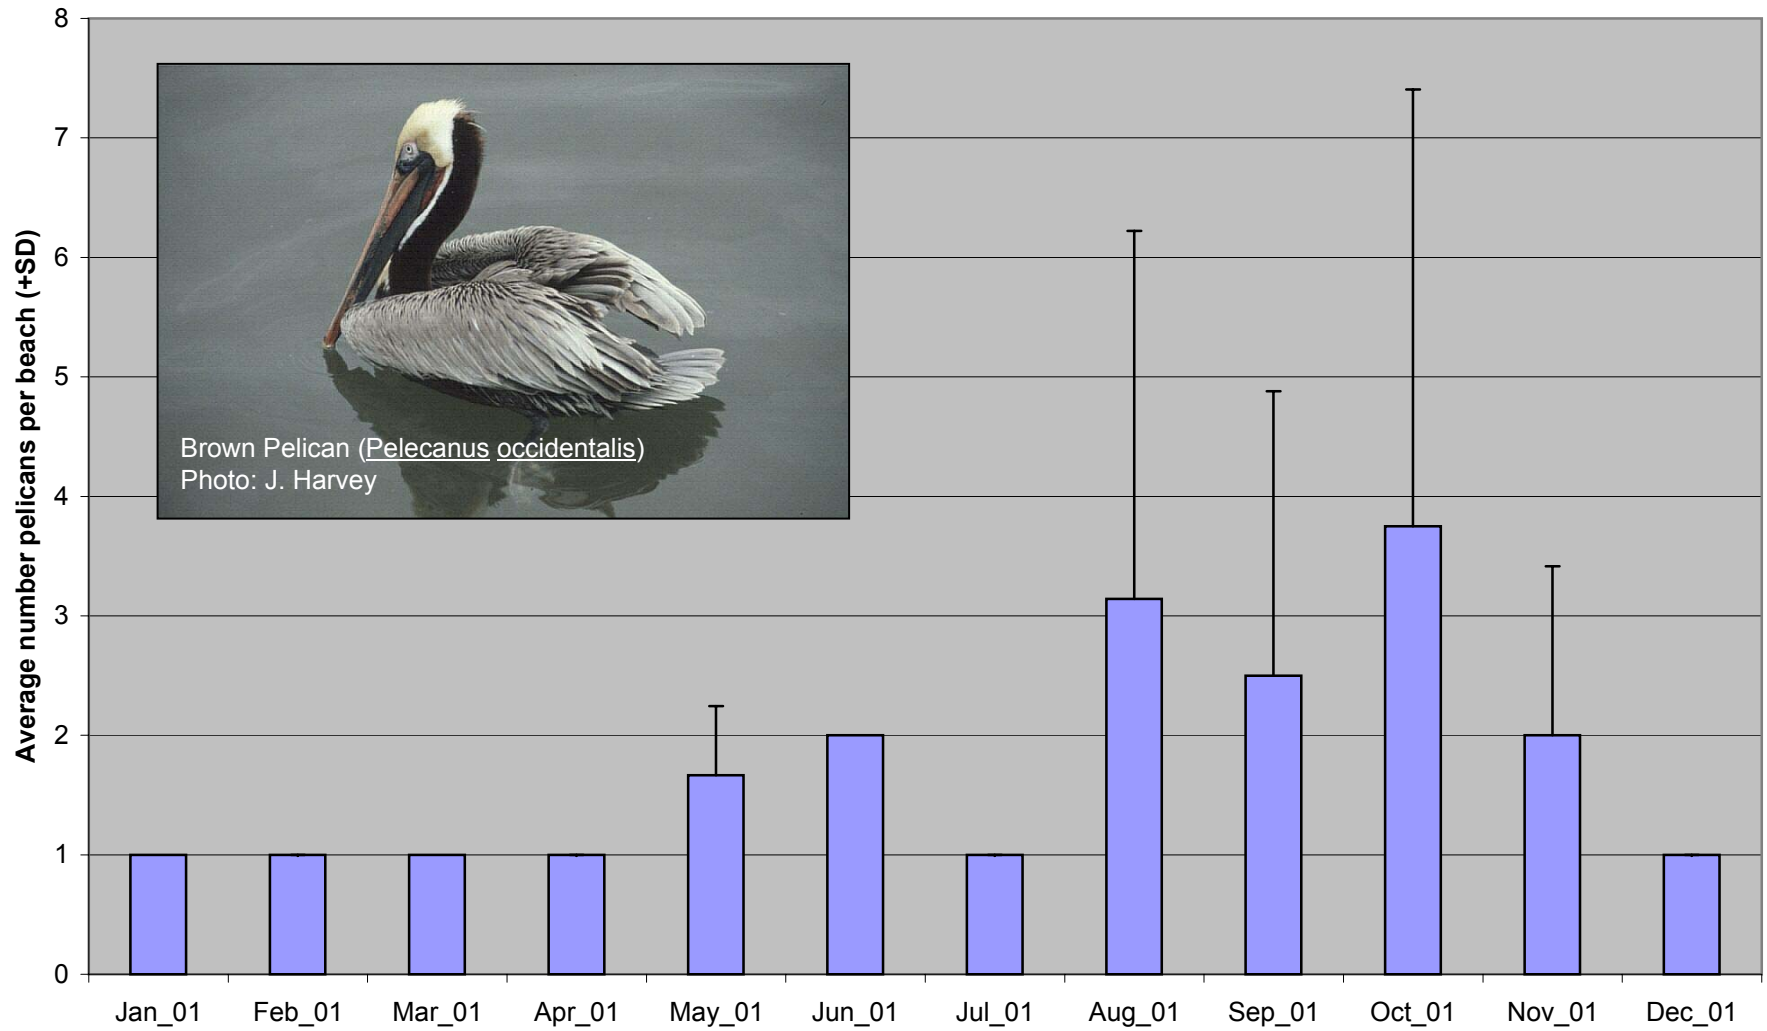 8
7
6
5
4
3
2
1
0
Average number pelicans per beach (+SD)
Brown Pelican (Pelecanus occidentalis)
Photo: J. Harvey
Jan_01 Feb_01 Mar_01 Apr_01 May_01 Jun_01 Jul_01 Aug_01 Sep_01 Oct_01 Nov_01 Dec_01